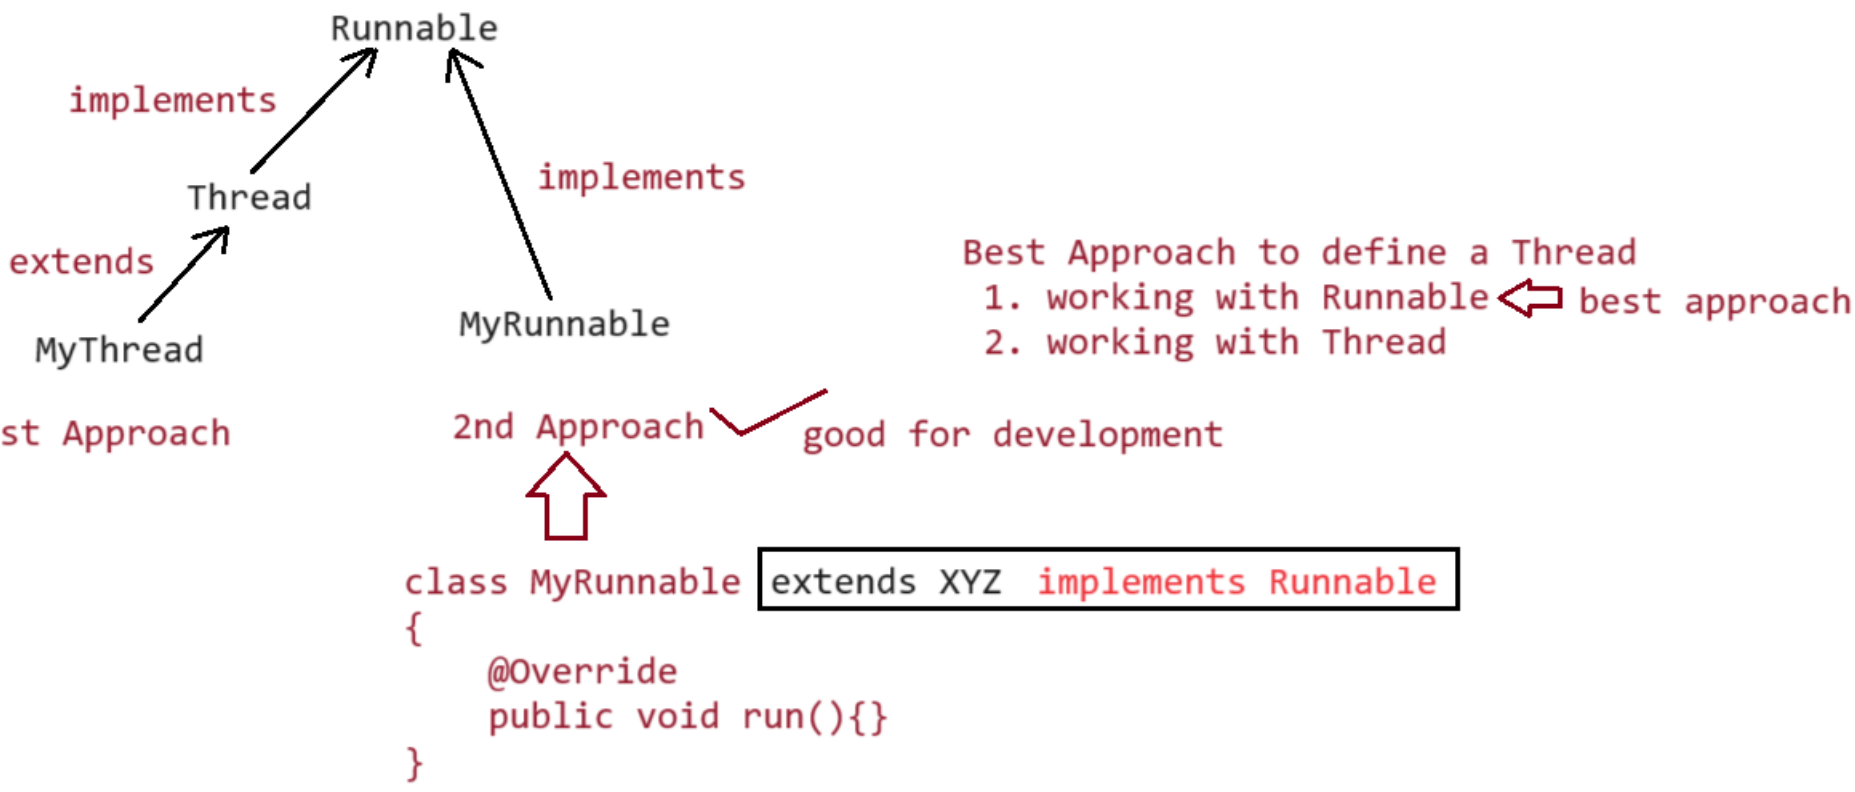 Runnable
implements
implements
Thread
extends
MyThread
MyRunnable
Best Approach to define a Thread
1. working with Runnable
best approach
2. working with Thread
st Approach
2nd Approach
good for development
class MyRunnable extends XYZ implements Runnable
{
@Override
public void run(){}
}